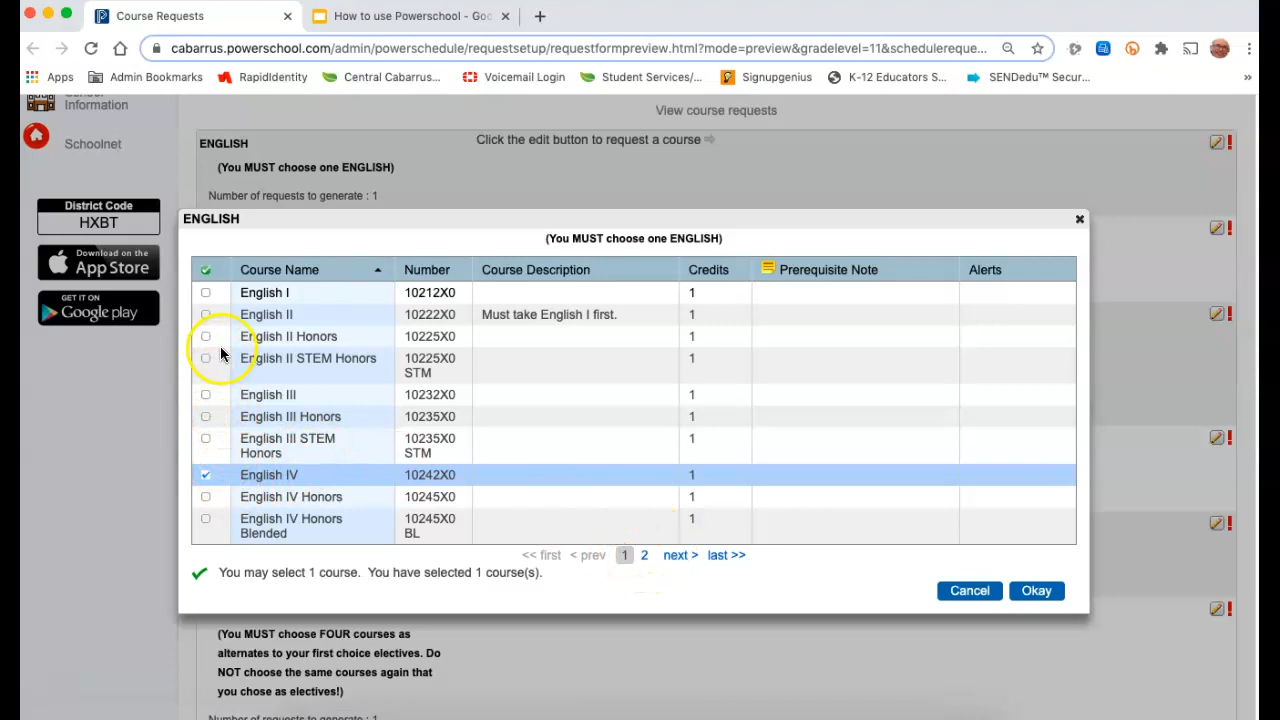 Course Requests
How to use Powerschool - Goo
cabarrus.powerschool.com/admin/powerschedule/requestsetup/requestformpreview.html?mode=preview&gradelevel=11&schedulereque...
Apps
Admin Bookmarks
RapidIdentity
Central Cabarrus...
Voicemail Login
Student Services/...
Signupgenius
K-12 Educators S...
SENDedu™ Secur...
»
Information
Schoolnet
District Code
HXBT
Download on the
App Store
GET IT ON
Google play
View course requests
ENGLISH
Click the edit button to request a course
(You MUST choose one ENGLISH)
Number of requests to generate : 1
ENGLISH
(You MUST choose one ENGLISH)
Course Name Number Course Description Credits Prerequisite Note Alerts
English I 10212X0 1
English II 10222X0 Must take English I first. 1
English II Honors 10225X0 1
English II STEM Honors 10225X0 1
STM
English III 10232X0 1
English III Honors 10235X0 1
English III STEM 10235X0 1
Honors STM
English IV 10242X0 1
English IV Honors 10245X0 1
English IV Honors 10245X0 1
Blended BL
<< first < prev 1 2 next > last >>
You may select 1 course. You have selected 1 course(s).
Cancel
Okay
(You MUST choose FOUR courses as
alternates to your first choice electives. Do
NOT choose the same courses again that
you chose as electives!)
Number of requests to generate : 1